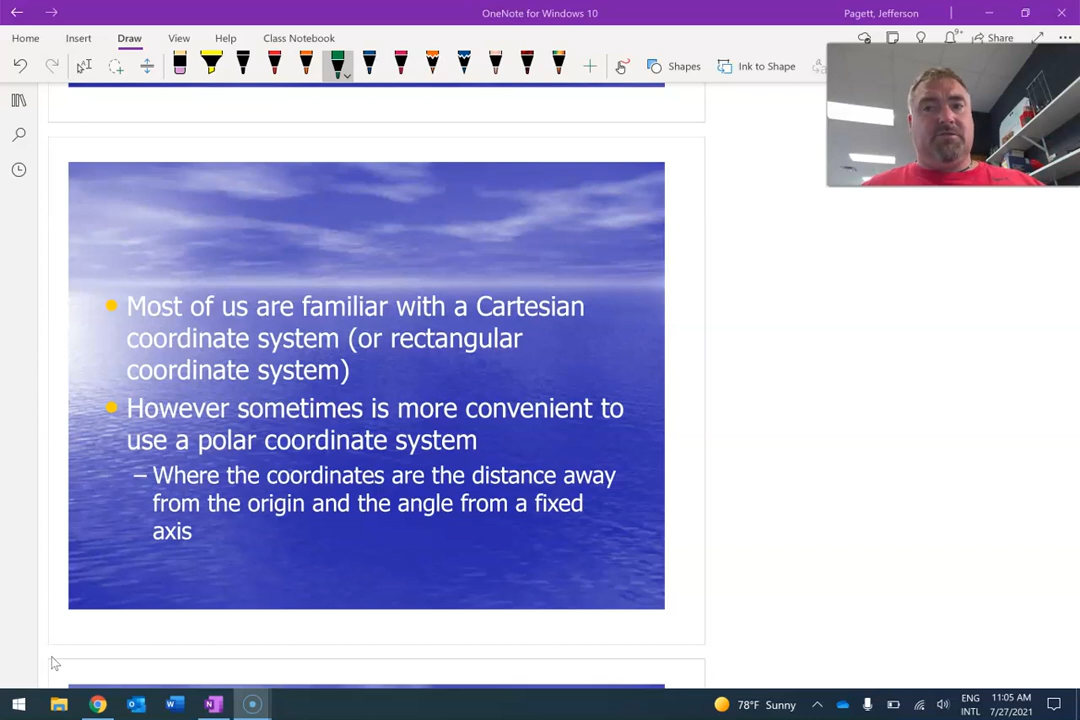 OneNote for Windows 10
Pagett, Jefferson
Home Insert Draw View Help Class Notebook
9+
Share
Shapes
Ink to Shape
Most of us are familiar with a Cartesian
coordinate system (or rectangular
coordinate system)
However sometimes is more convenient to
use a polar coordinate system
– Where the coordinates are the distance away
from the origin and the angle from a fixed
axis
78°F Sunny
ENG
INTL
11:05 AM
7/27/2021